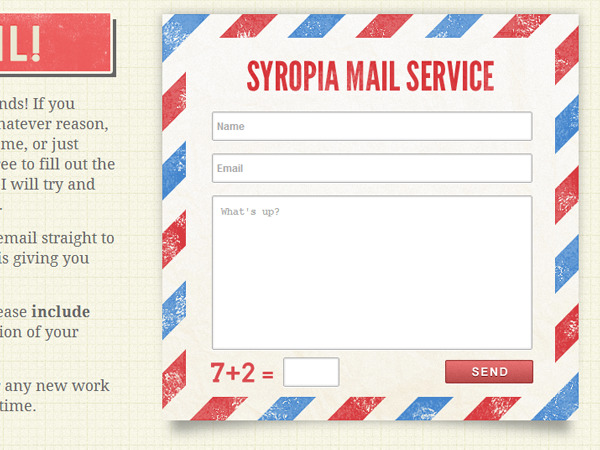 IL!
nds! If you
hatever reason,
me, or just
ree to fill out the
I will try and
.
email straight to
is giving you
ease include
ion of your
any new work
time.
SYROPIA MAIL SERVICE
Name
Email
What's up?
7+2 =
SEND